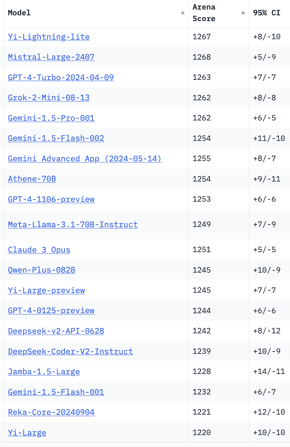 Model Arena Score 95% CI
Yi-Lightning-lite 1267 +8/-10
Mistral-Large-2407 1268 +5/-9
GPT-4-Turbo-2024-04-09 1263 +7/-7
Grok-2-Mini-08-13 1262 +8/-8
Gemini-1.5-Pro-001 1262 +6/-5
Gemini-1.5-Flash-002 1254 +11/-10
Gemini Advanced App (2024-05-14) 1255 +8/-7
Athene-70B 1254 +9/-11
GPT-4-1106-preview 1253 +6/-6
Meta-Llama-3.1-70B-Instruct 1249 +7/-9
Claude 3 Opus 1251 +5/-5
Qwen-Plus-0828 1245 +10/-9
Yi-Large-preview 1245 +7/-7
GPT-4-0125-preview 1244 +6/-6
Deepseek-v2-API-0628 1242 +8/-12
DeepSeek-Coder-V2-Instruct 1239 +10/-9
Jamba-1.5-Large 1228 +14/-11
Gemini-1.5-Flash-001 1232 +6/-7
Reka-Core-20240904 1221 +12/-10
Yi-Large 1220 +10/-10